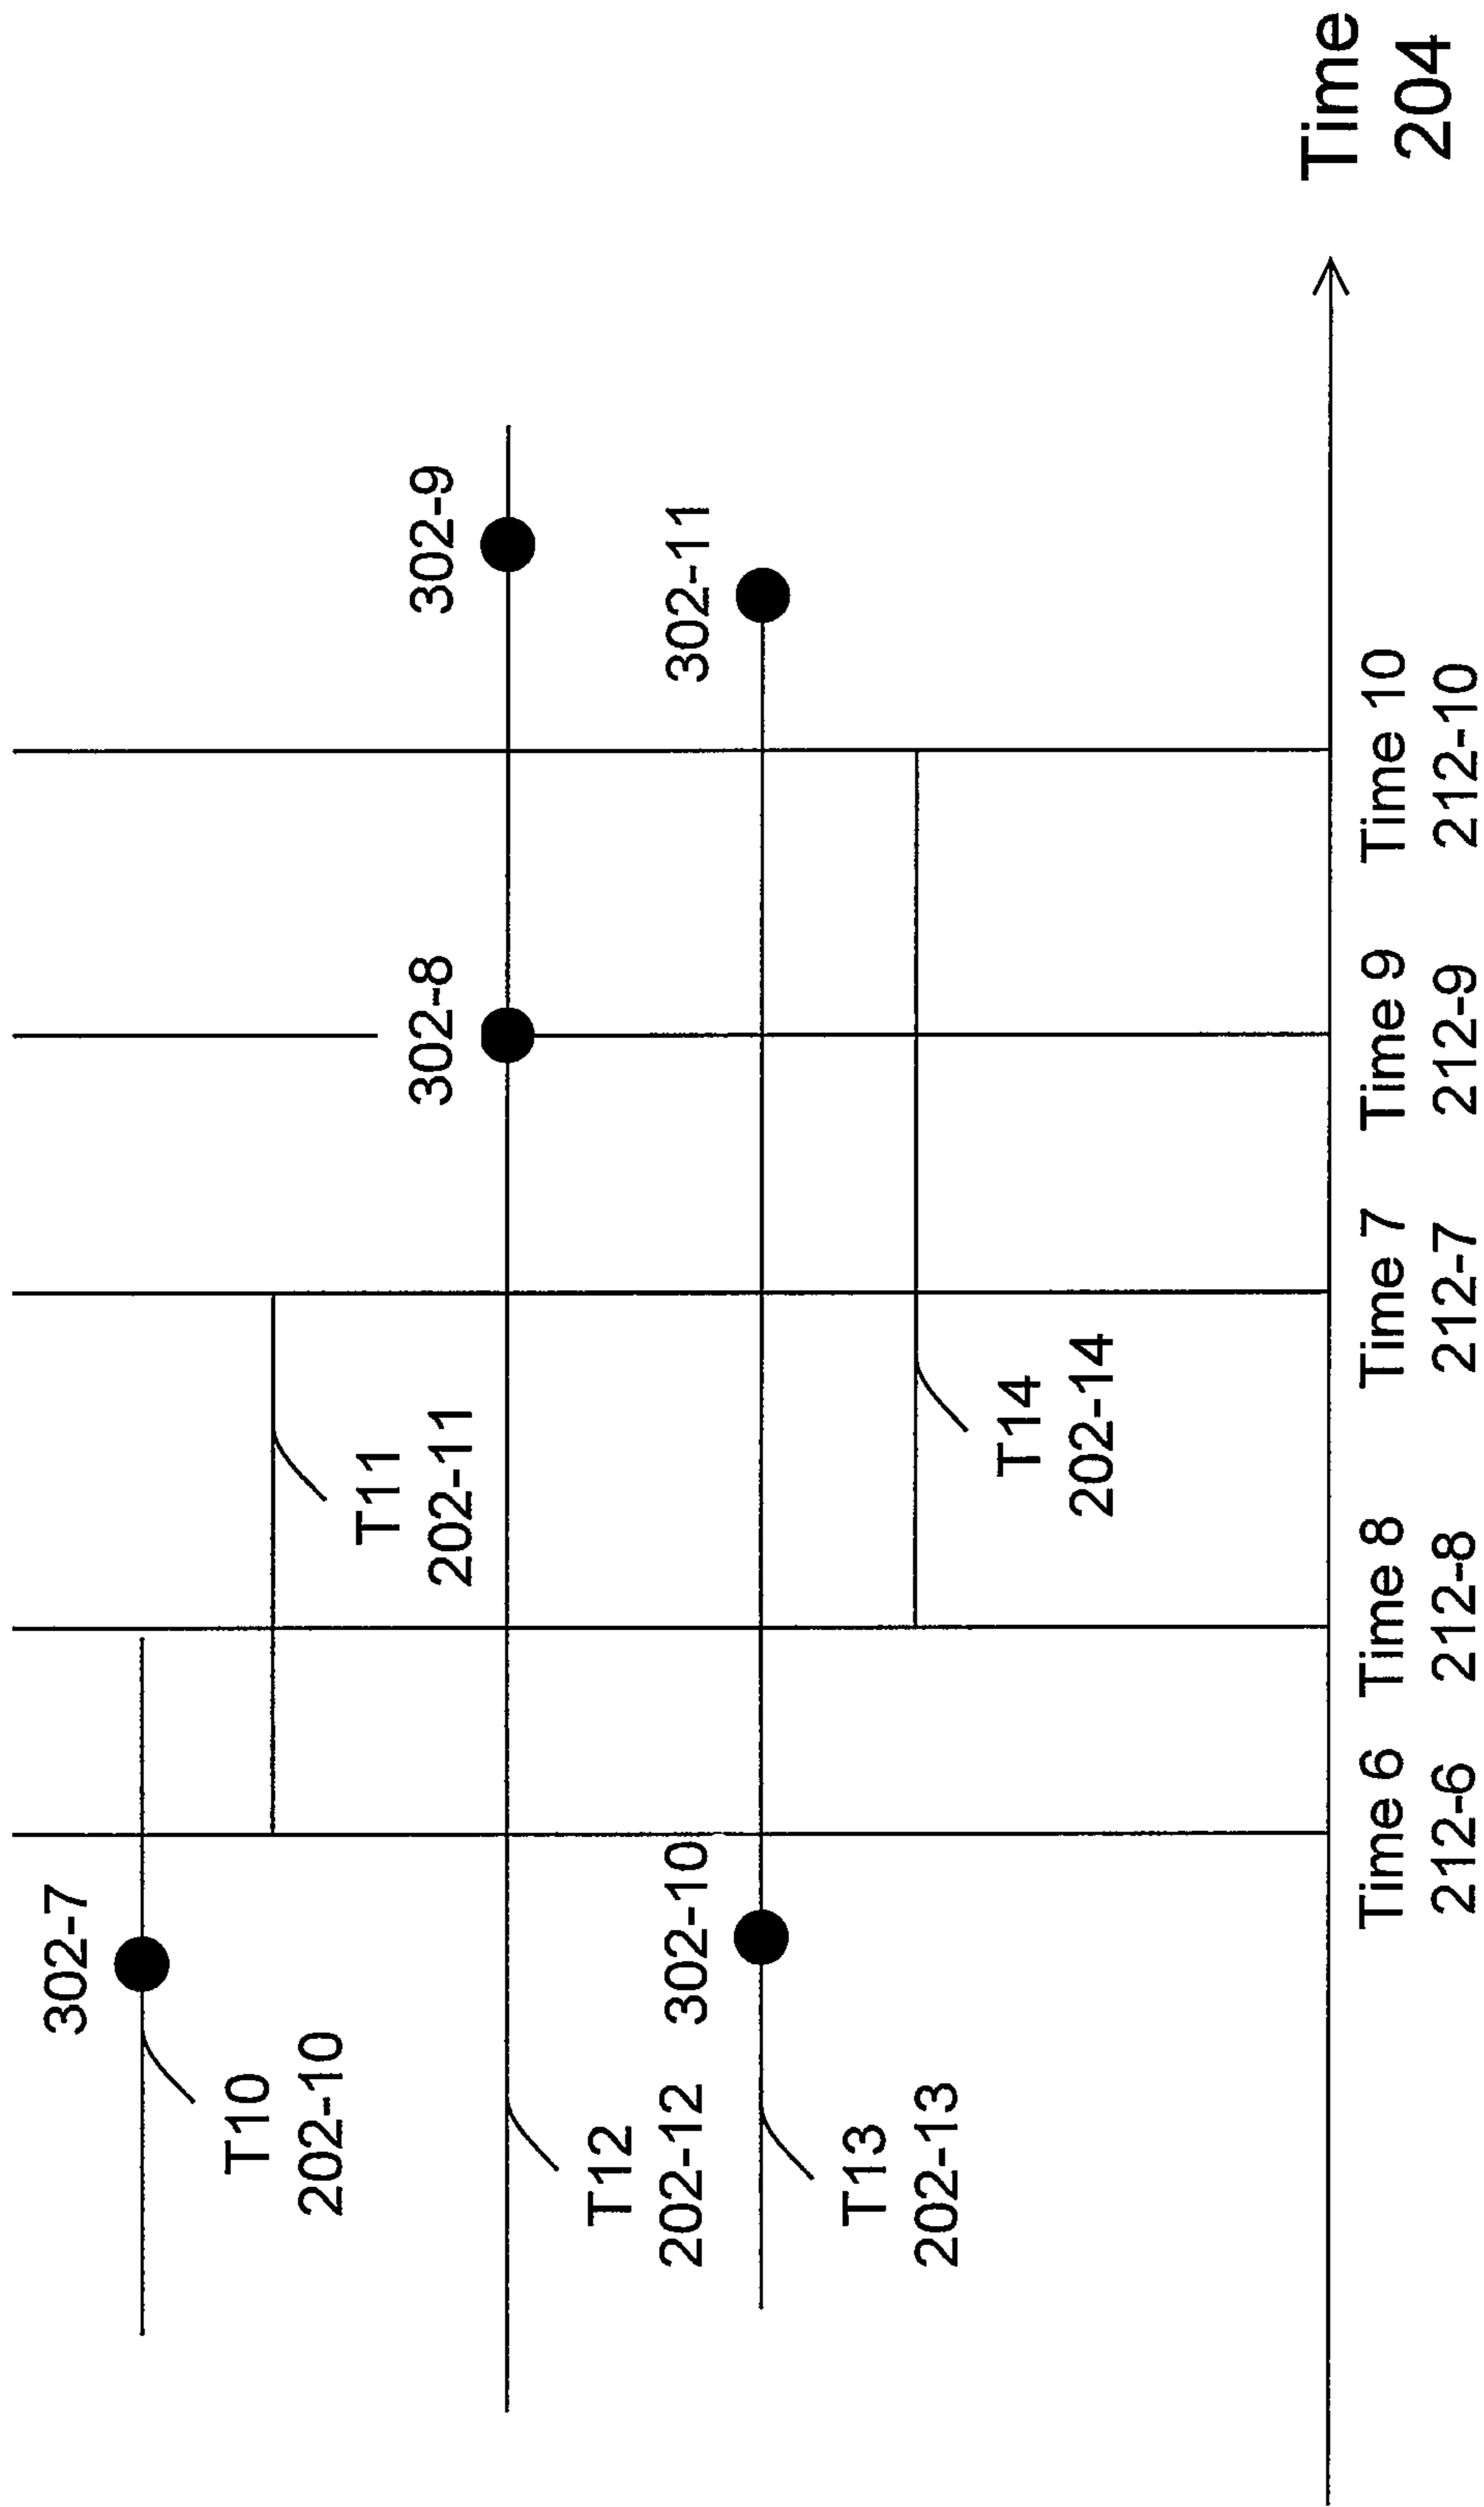 302-7
T10
202-10
T11
202-11
302-8
302-9
T12
202-12
302-10
302-11
T13
202-13
T14
202-14
Time 6
212-6
Time 8
212-8
Time 7
212-7
Time 9
212-9
Time 10
212-10
Time
204